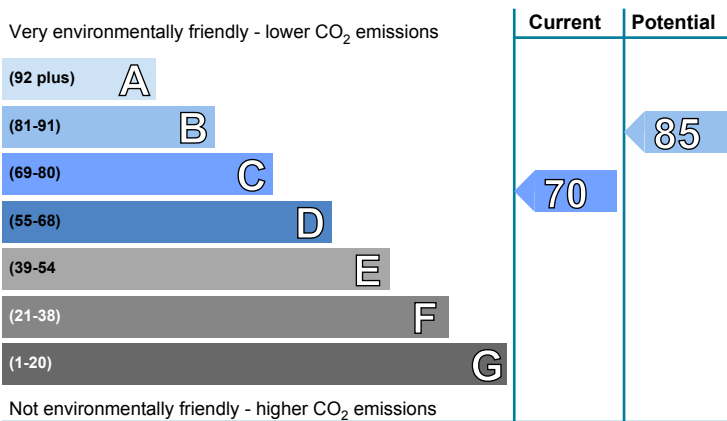 Current Potential
Very environmentally friendly - lower CO2 emissions
(92 plus) A
(81-91) B
85
(69-80) C
70
(55-68) D
(39-54 E
(21-38) F
(1-20) G
Not environmentally friendly - higher CO2 emissions